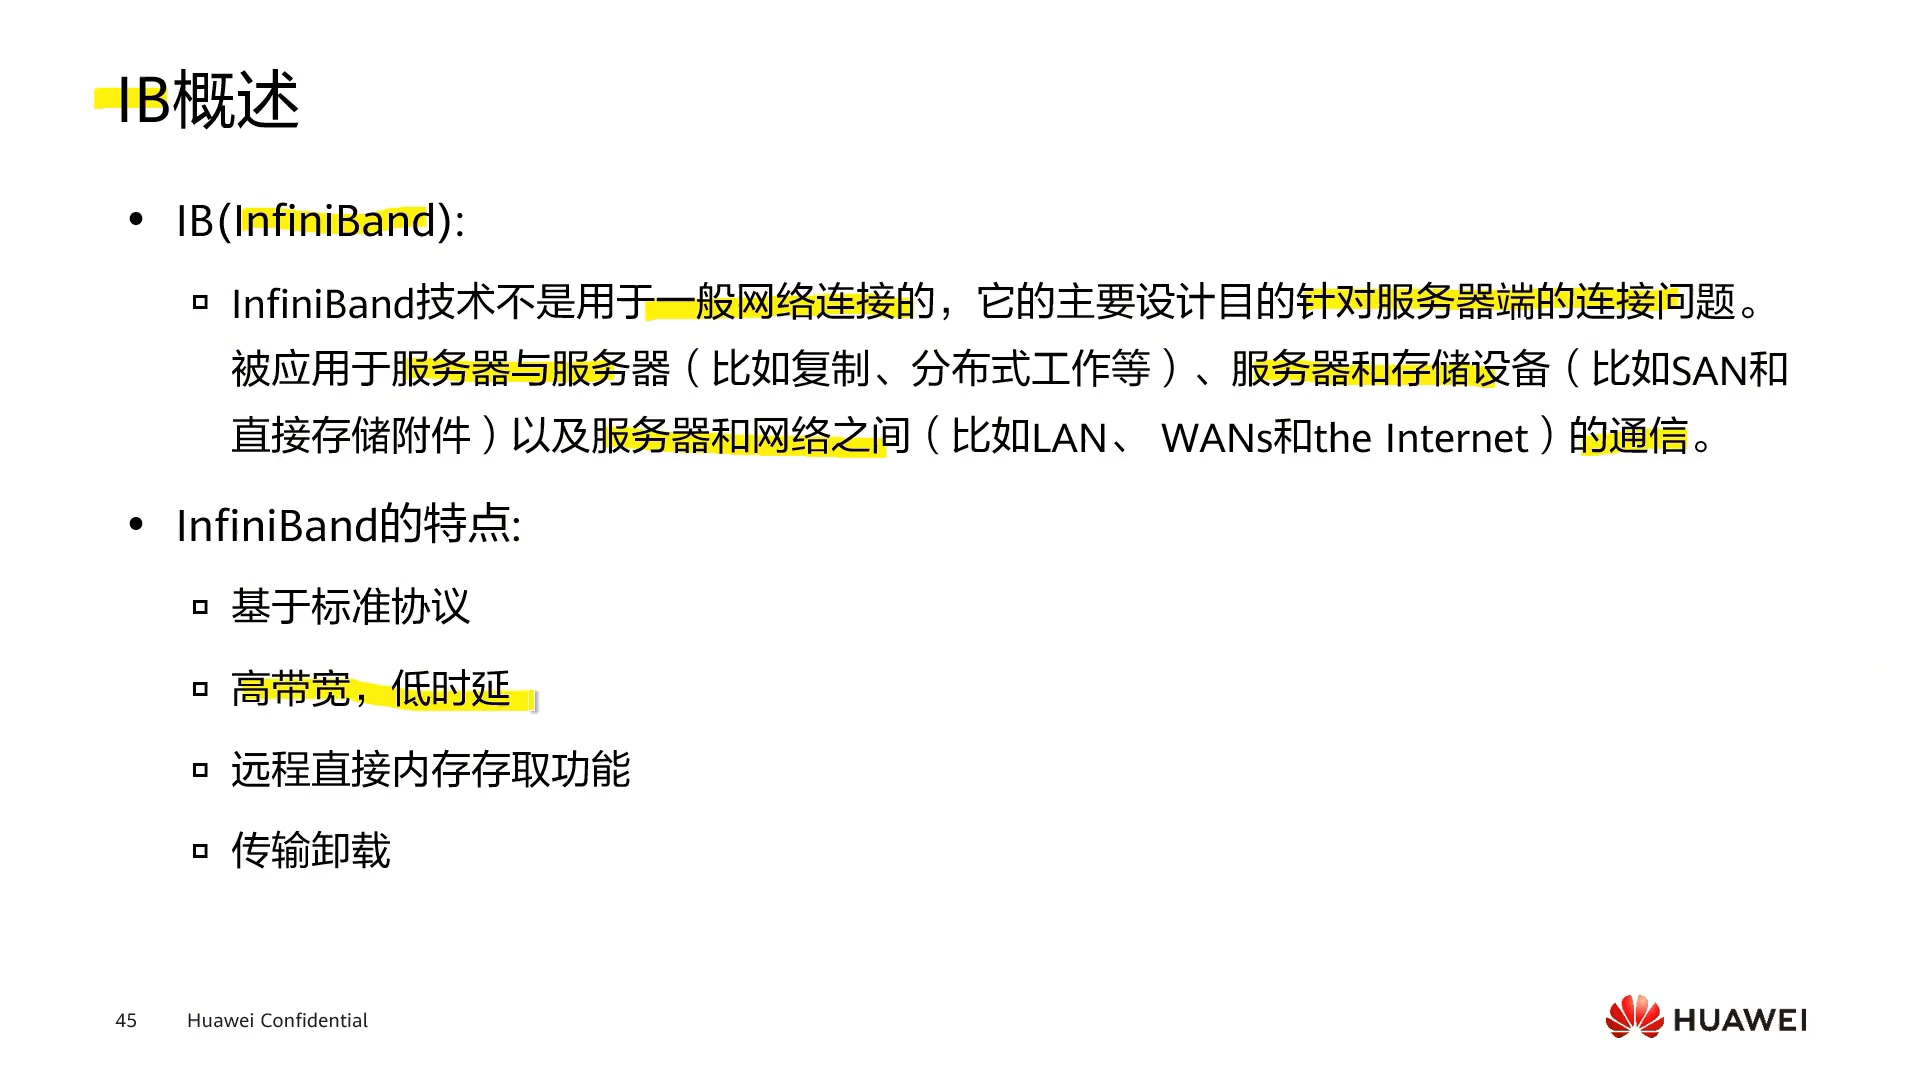 IB概述
• IB(InfiniBand):
▫ InfiniBand技术不是用于一般网络连接的，它的主要设计目的针对服务器端的连接问题。
被应用于服务器与服务器（比如复制、分布式工作等）、服务器和存储设备（比如SAN和
直接存储附件）以及服务器和网络之间（比如LAN、 WANs和the Internet）的通信。
• InfiniBand的特点:
▫ 基于标准协议
▫ 高带宽，低时延
▫ 远程直接内存存取功能
▫ 传输卸载
45 Huawei Confidential
HUAWEI